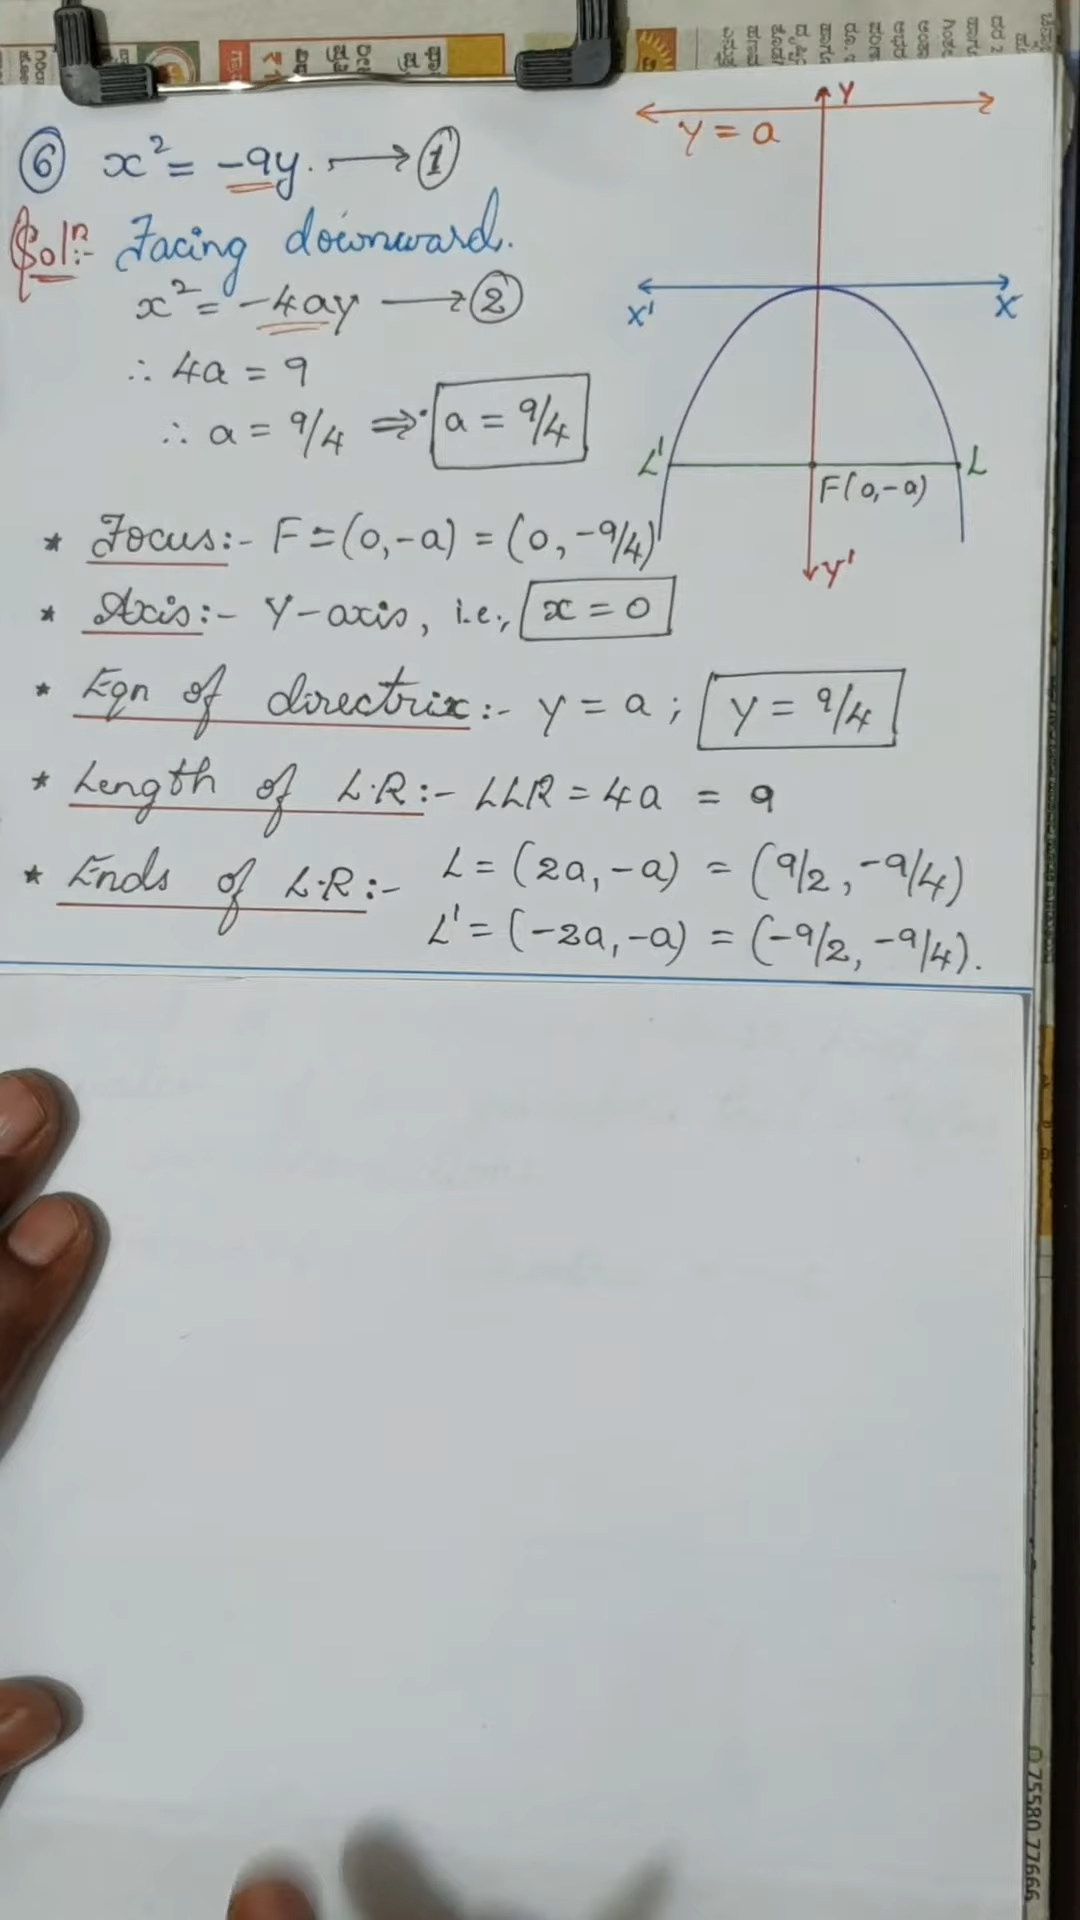 ⑥ x² = -9y. ⟶ ①
Solⁿ:- Facing downward.
x² = -4ay ⟶ ②
∴ 4a = 9
∴ a = 9/4 ⇒ a = 9/4
Y
y = a
X' X
L' L
F(0,-a)
Y'
* Focus:- F = (0,-a) = (0, -9/4)
* Axis:- Y-axis, i.e., x = 0
* Eqn of directrix:- y = a ; y = 9/4
* Length of L.R:- LLR = 4a = 9
* Ends of L.R:- L = (2a, -a) = (9/2, -9/4)
L' = (-2a, -a) = (-9/2, -9/4).
75580 77666